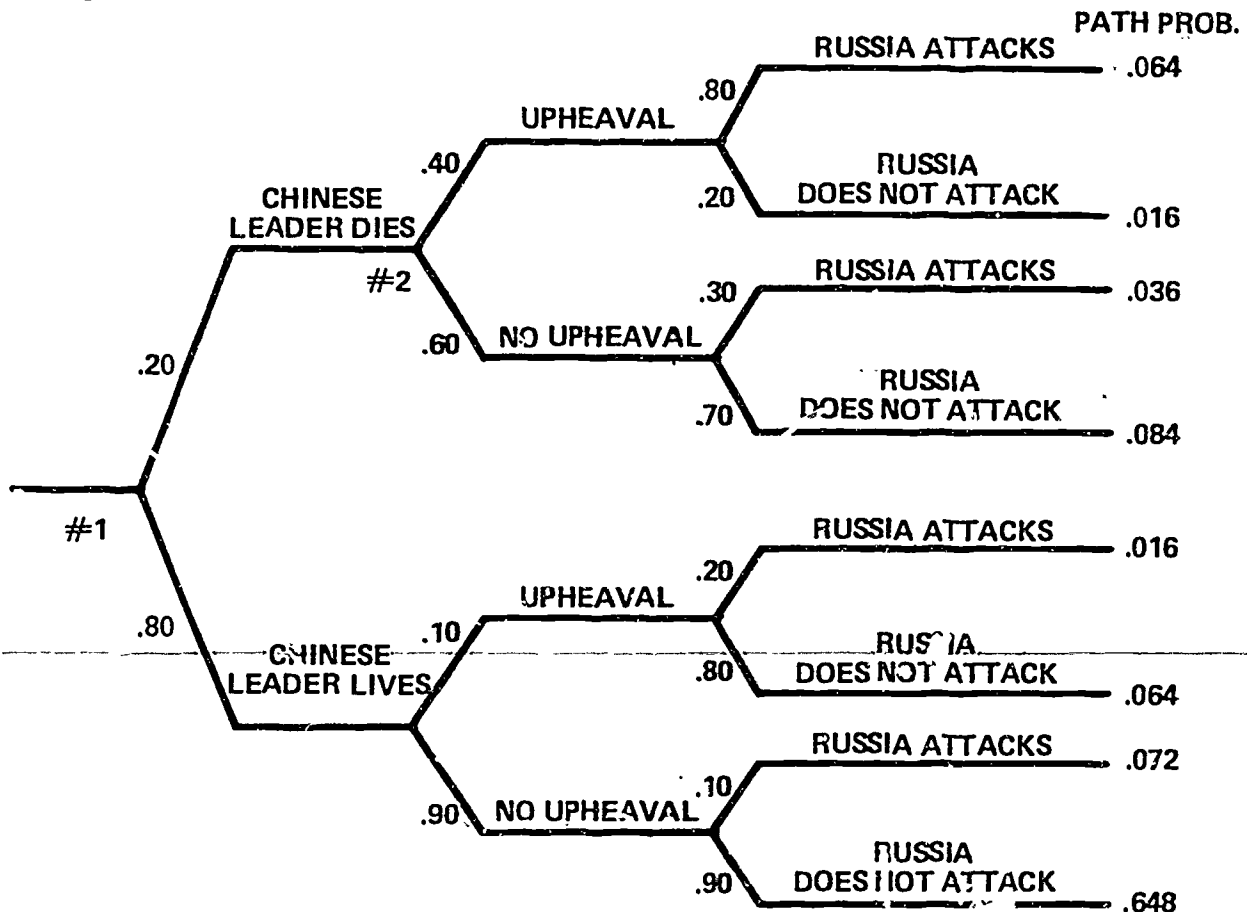 PATH PROB.
RUSSIA ATTACKS
.064
.80
UPHEAVAL
.40
.20
RUSSIA
DOES NOT ATTACK
.016
CHINESE
LEADER DIES
#2
RUSSIA ATTACKS
.036
.30
.60
NO UPHEAVAL
.20
.70
RUSSIA
DOES NOT ATTACK
.084
#1
RUSSIA ATTACKS
.016
.20
UPHEAVAL
.80
.10
.80
RUSSIA
DOES NOT ATTACK
.064
CHINESE
LEADER LIVES
RUSSIA ATTACKS
.072
.10
.90
NO UPHEAVAL
.90
RUSSIA
DOES NOT ATTACK
.648